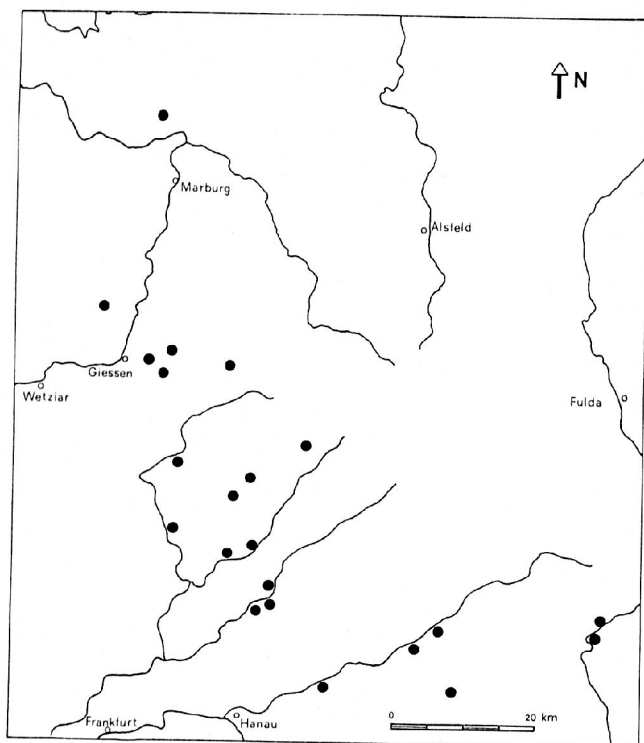 N
Marburg
Alsfeld
Giessen
Wetzlar
Fulda
0 20 km
Frankfurt
Hanau